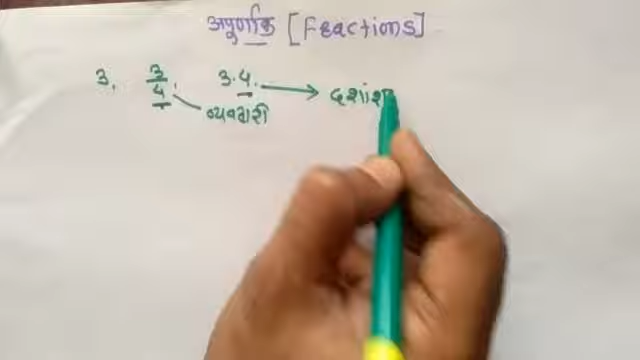 अपूर्णांक [Fractions]
3, 3/4, 3.4. → दशांश
व्यवहारी